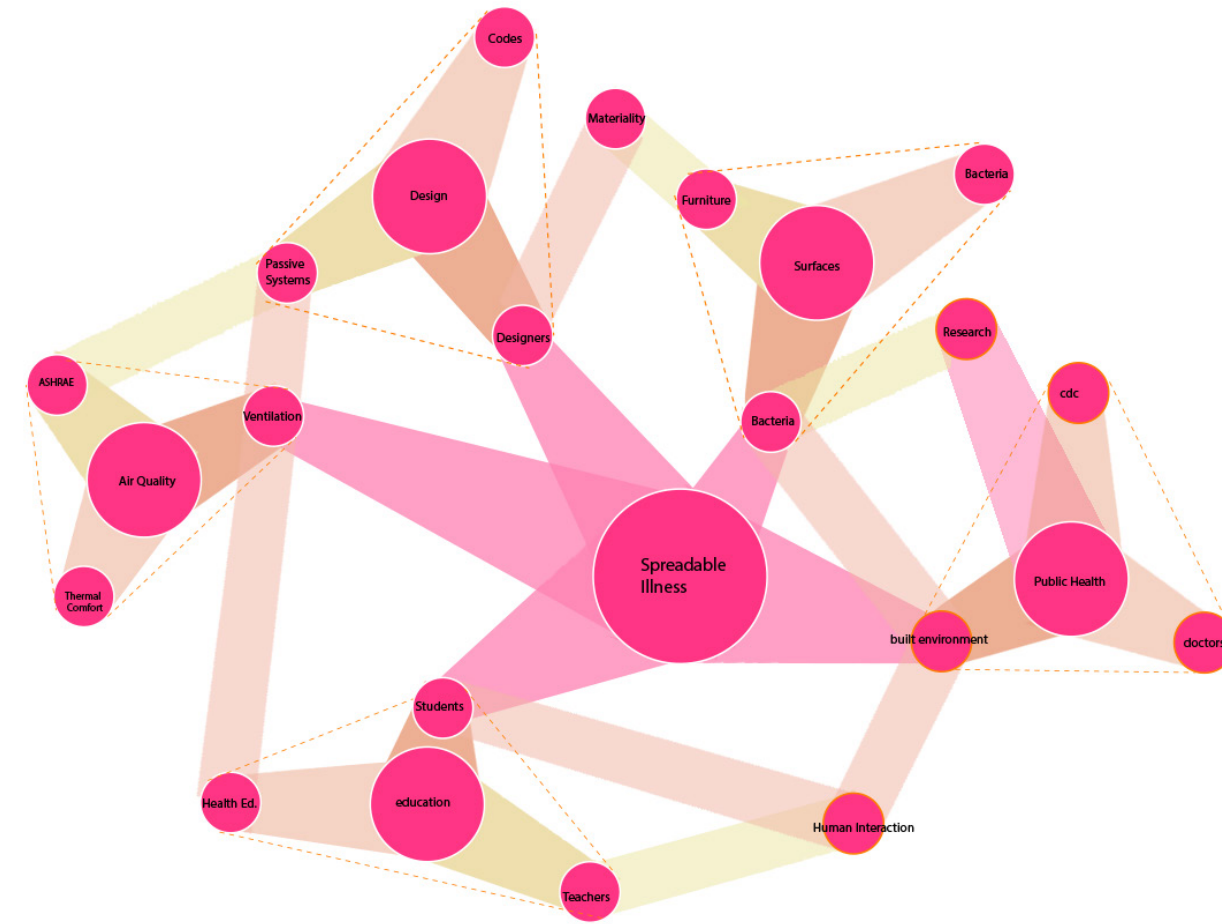 Codes
Materiality
Bacteria
Design
Furniture
Passive
Systems
Surfaces
Research
Designers
ASHRAE
cdc
Ventilation
Bacteria
Air Quality
Spreadable
Illness
Public Health
Thermal
Comfort
built environment
doctors
Students
Health Ed.
education
Human Interaction
Teachers